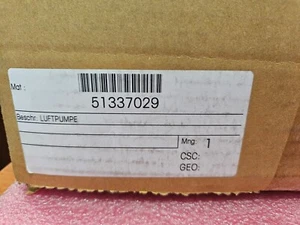 Mat :
51337029
Beschr.: LUFTPUMPE
Mng: 1
CSC:
GEO: